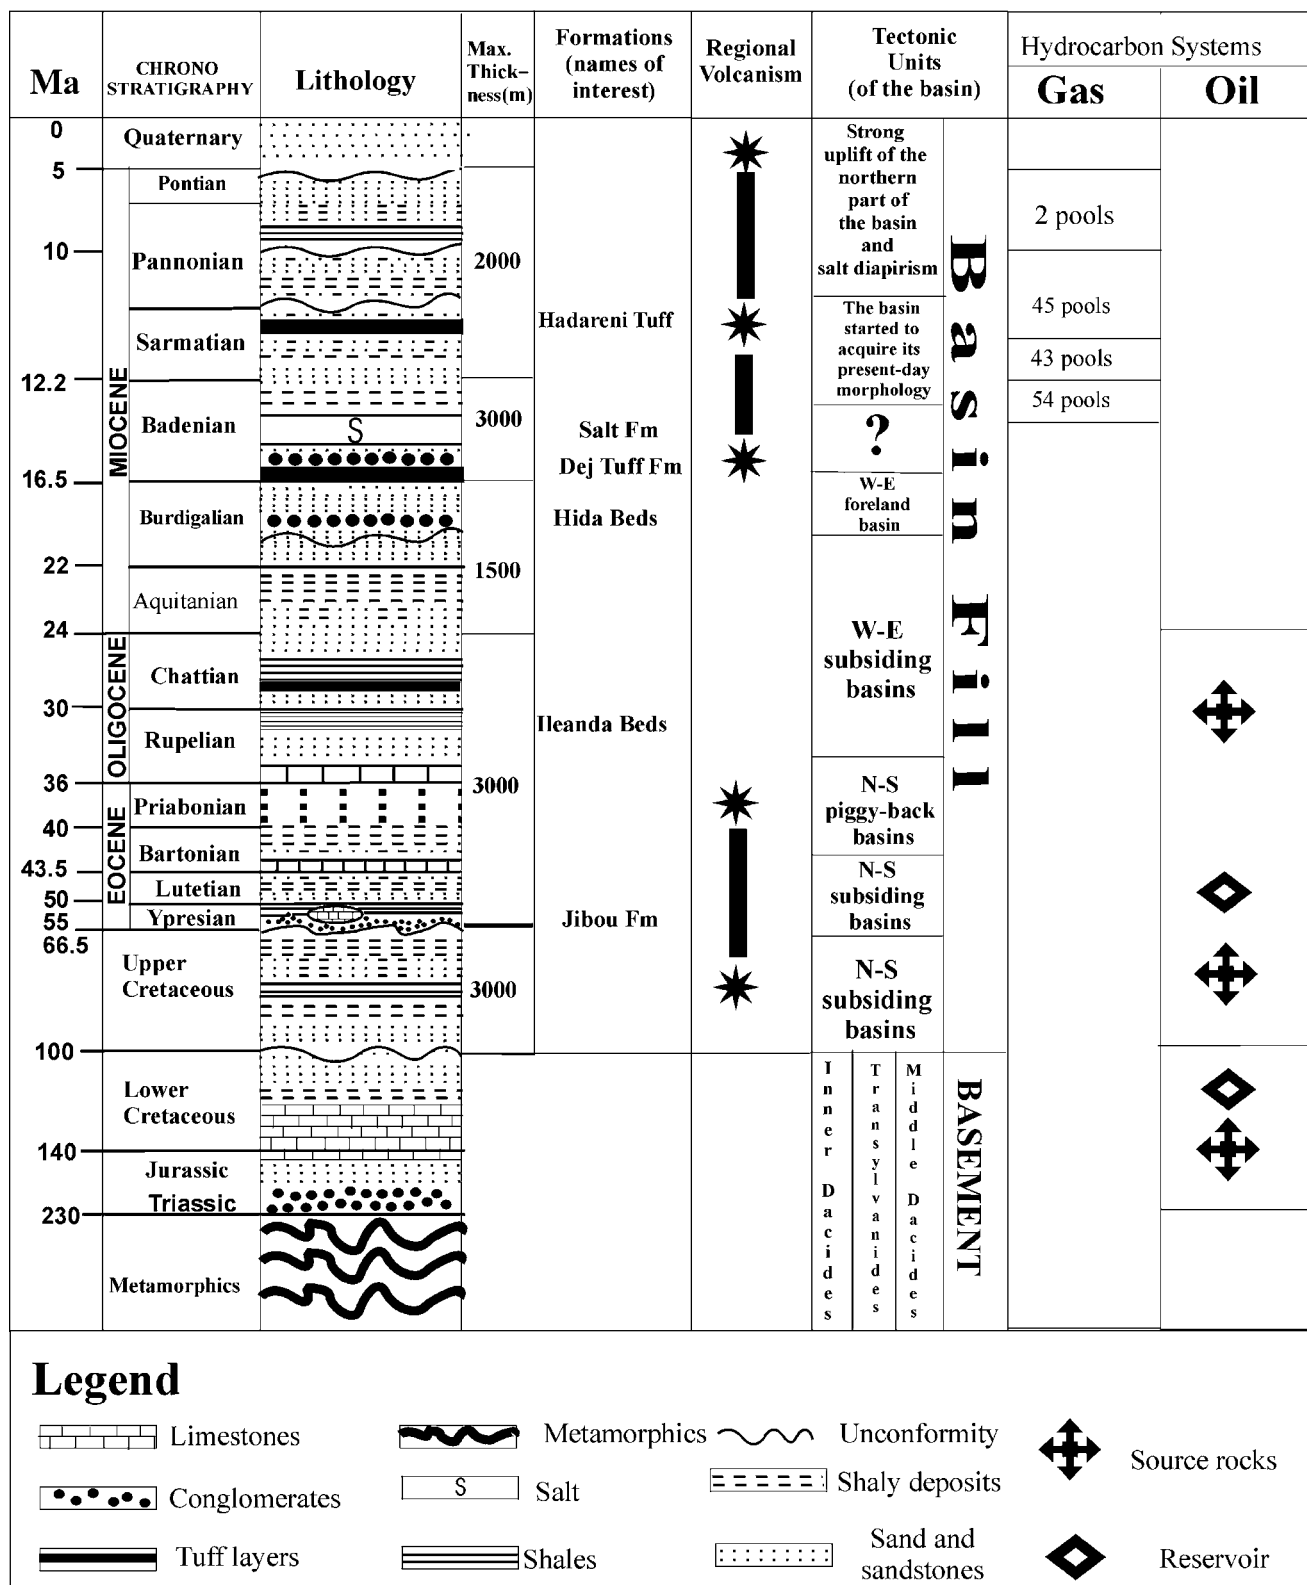 Ma
CHRONO
STRATIGRAPHY
Lithology
Max.
Thick-
ness(m)
Formations
(names of
interest)
Regional
Volcanism
Tectonic
Units
(of the basin)
Hydrocarbon Systems
Gas
Oil
0
5
10
12.2
16.5
22
24
30
36
40
43.5
50
55
66.5
100
140
230
MIOCENE
OLIGOCENE
EOCENE
Quaternary
Pontian
Pannonian
Sarmatian
Badenian
Burdigalian
Aquitanian
Chattian
Rupelian
Priabonian
Bartonian
Lutetian
Ypresian
Upper
Cretaceous
Lower
Cretaceous
Jurassic
Triassic
Metamorphics
S
2000
3000
1500
3000
3000
Hadareni Tuff
Salt Fm
Dej Tuff Fm
Hida Beds
Ileanda Beds
Jibou Fm
Strong
uplift of the
northern
part of
the basin
and
salt diapirism
The basin
started to
acquire its
present-day
morphology
?
W-E
foreland
basin
W-E
subsiding
basins
N-S
piggy-back
basins
N-S
subsiding
basins
N-S
subsiding
basins
Inner Dacides
Transylvanides
Middle Dacides
Basin Fill
BASEMENT
2 pools
45 pools
43 pools
54 pools
Legend
Limestones
Metamorphics
Unconformity
Source rocks
Conglomerates
S
Salt
Shaly deposits
Tuff layers
Shales
Sand and
sandstones
Reservoir